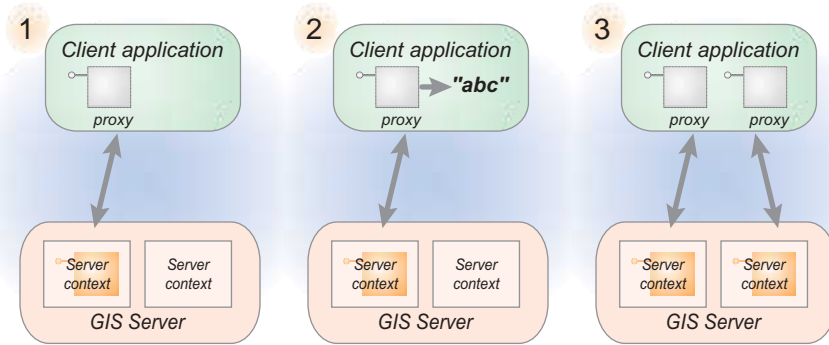 1
Client application
proxy
Server context
Server context
GIS Server
2
Client application
"abc"
proxy
Server context
Server context
GIS Server
3
Client application
proxy
proxy
Server context
Server context
GIS Server